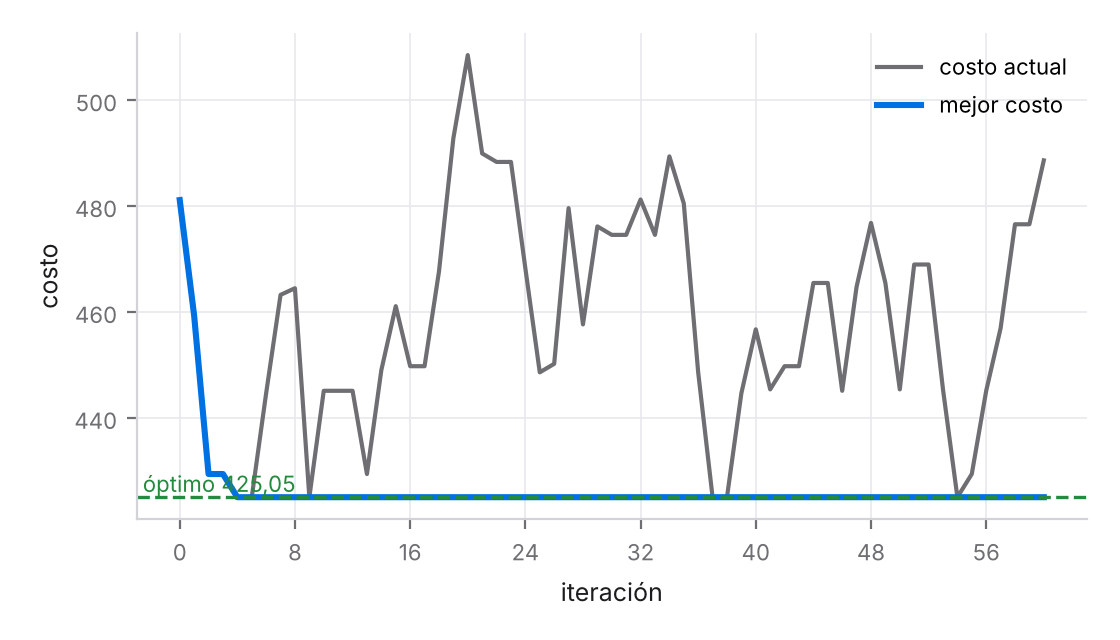 costo actual
mejor costo
500
480
460
440
costo
óptimo 425,05
0 8 16 24 32 40 48 56
iteración